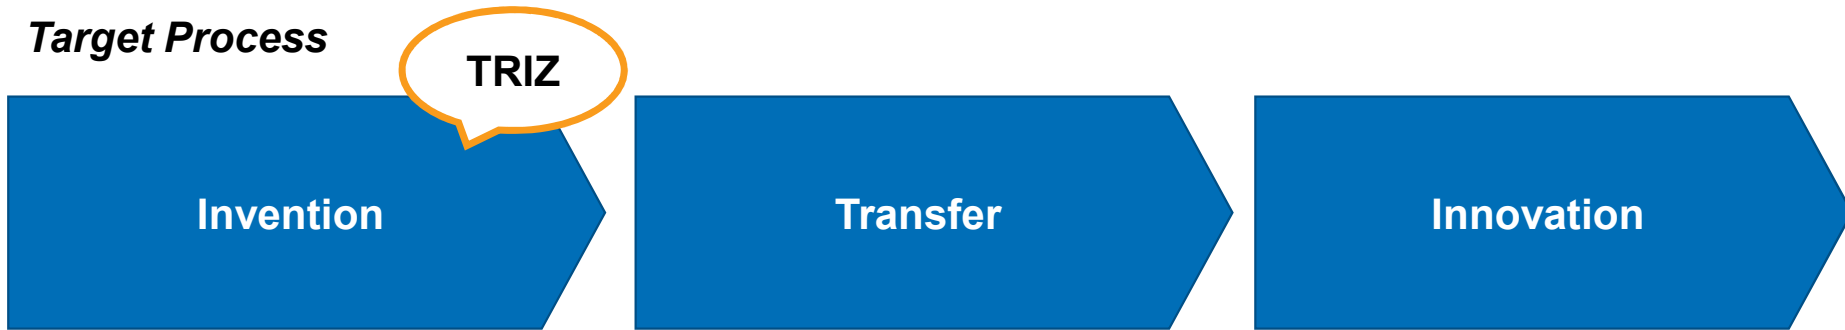 Target Process
TRIZ
Invention
Transfer
Innovation